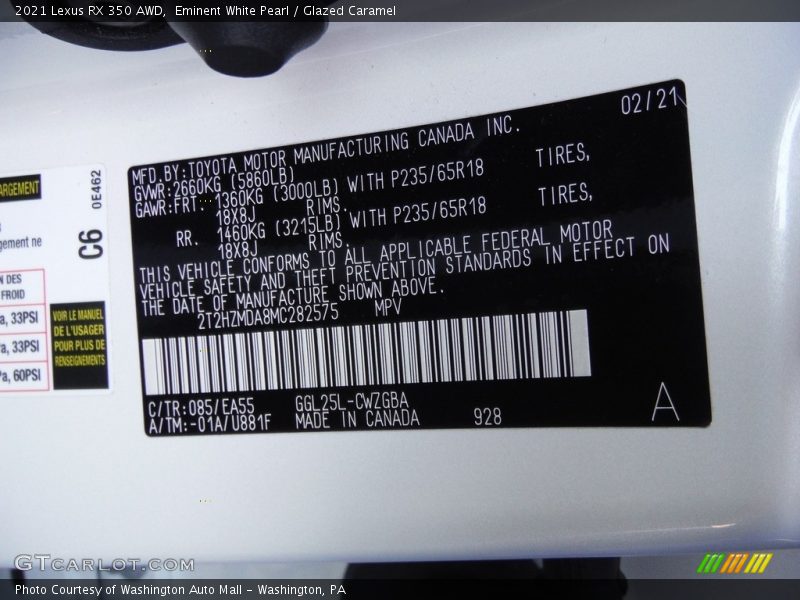 2021 Lexus RX 350 AWD,  Eminent White Pearl / Glazed Caramel
02/21
MFD.BY:TOYOTA MOTOR MANUFACTURING CANADA INC.
GVWR:2660KG (5860LB)
GAWR:FRT. 1360KG (3000LB) WITH P235/65R18 TIRES,
18X8J RIMS.
RR. 1460KG (3215LB) WITH P235/65R18 TIRES,
18X8J RIMS.
THIS VEHICLE CONFORMS TO ALL APPLICABLE FEDERAL MOTOR
VEHICLE SAFETY AND THEFT PREVENTION STANDARDS IN EFFECT ON
THE DATE OF MANUFACTURE SHOWN ABOVE.
2T2HZMDA8MC282575 MPV
C/TR:085/EA55 GGL25L-CWZGBA
A/TM:-01A/U881F MADE IN CANADA 928
A
ARGEMENT
gement ne
N DES
FROID
a, 33PSI
a, 33PSI
Pa, 60PSI
0E462
C6
VOIR LE MANUEL
DE L'USAGER
POUR PLUS DE
RENSEIGNEMENTS
GTCARLOT.COM
Photo Courtesy of Washington Auto Mall - Washington, PA